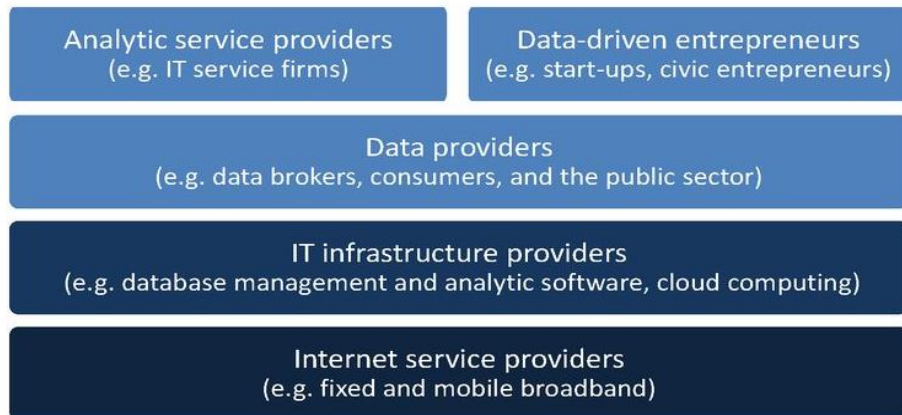 Analytic service providers
(e.g. IT service firms)
Data-driven entrepreneurs
(e.g. start-ups, civic entrepreneurs)
Data providers
(e.g. data brokers, consumers, and the public sector)
IT infrastructure providers
(e.g. database management and analytic software, cloud computing)
Internet service providers
(e.g. fixed and mobile broadband)